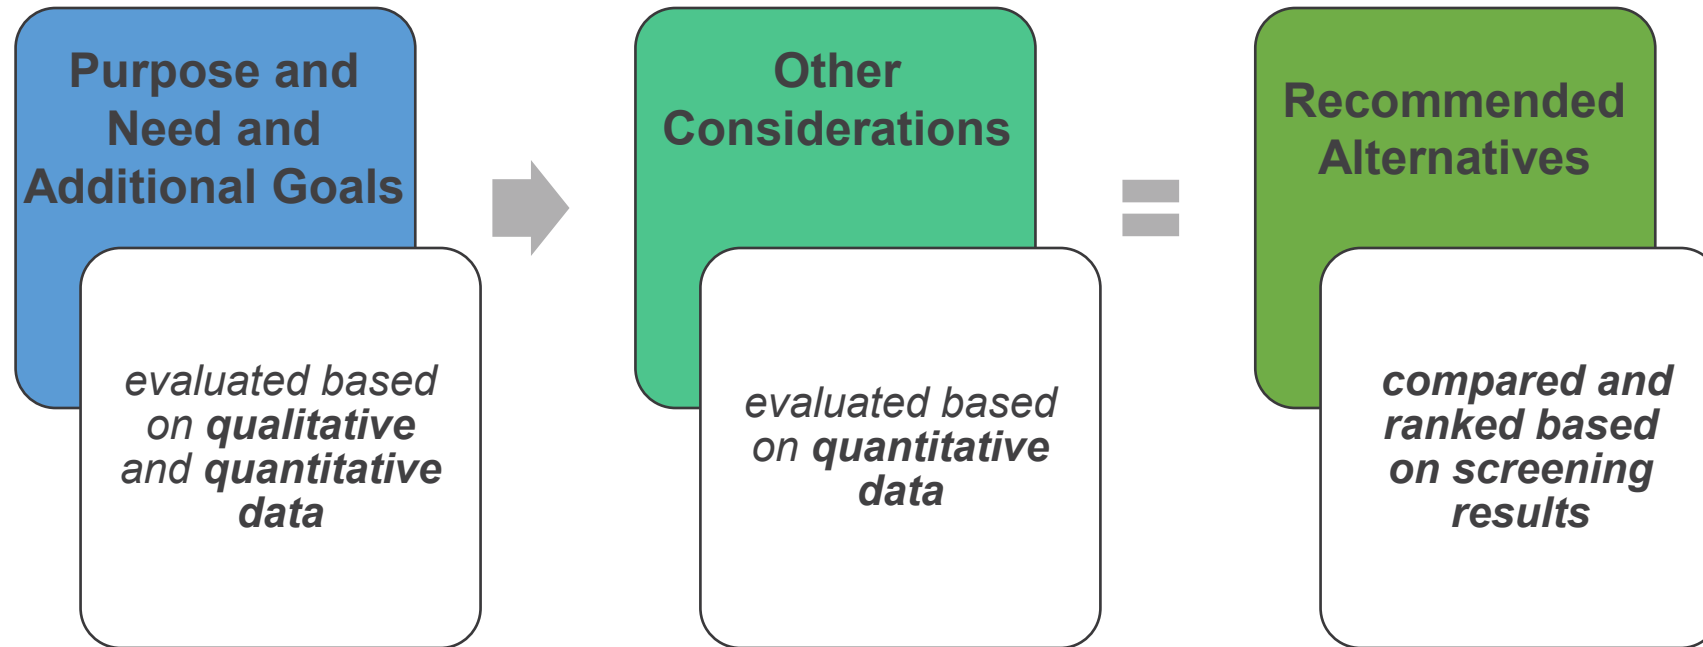 Purpose and
Need and
Additional Goals
evaluated based
on qualitative
and quantitative
data
Other
Considerations
evaluated based
on quantitative
data
Recommended
Alternatives
compared and
ranked based
on screening
results